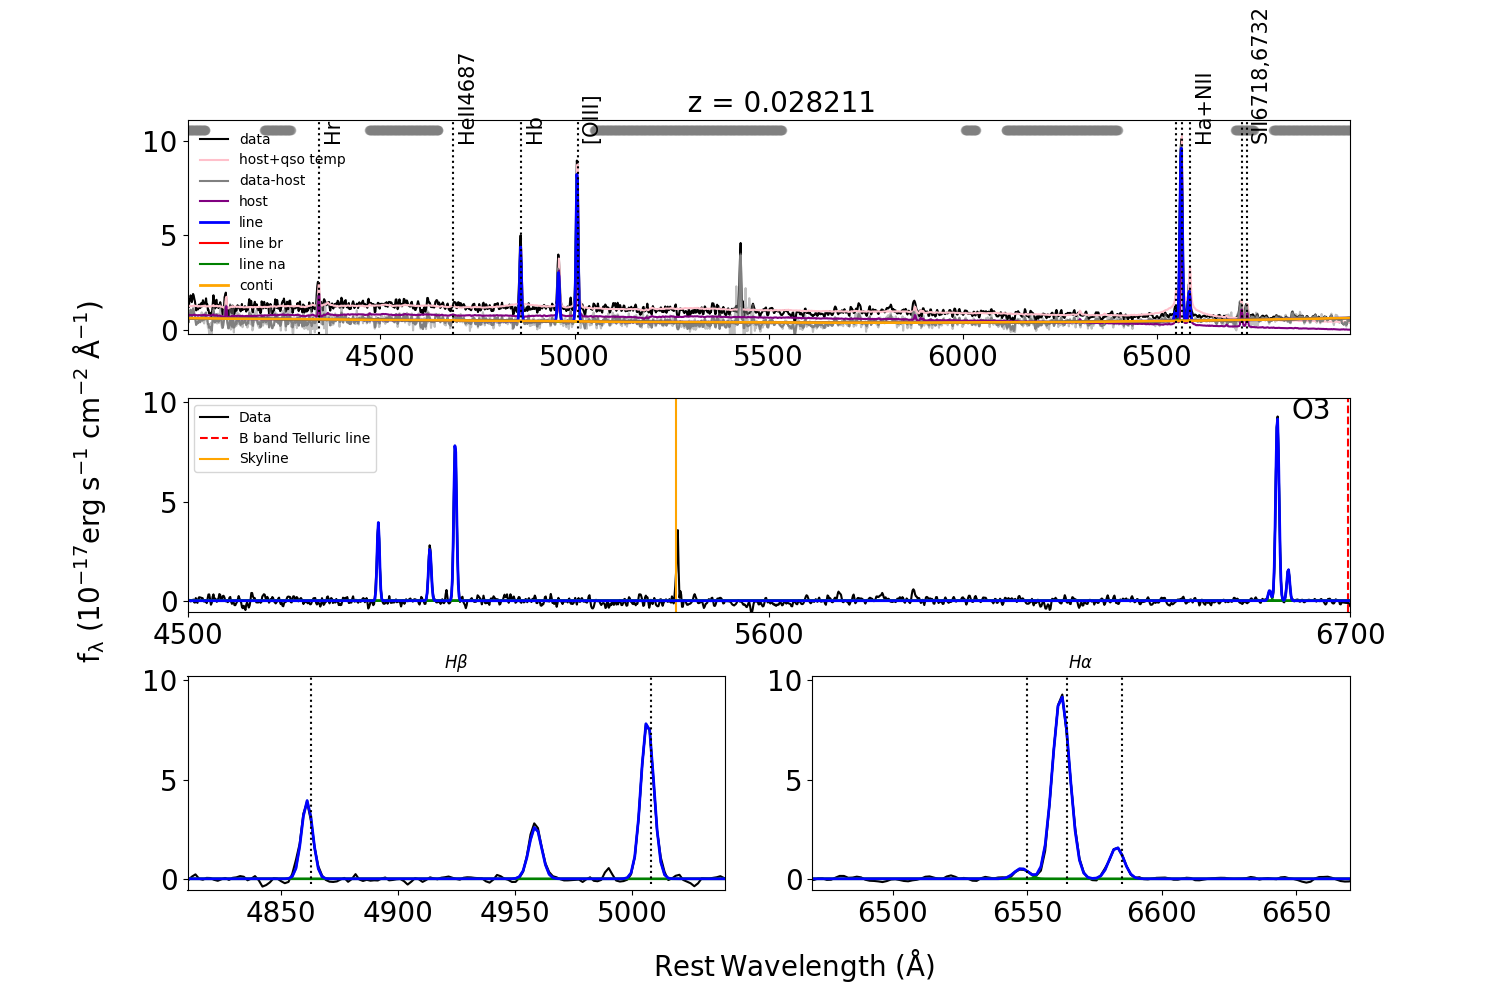 z = 0.028211
Hr
HeII4687
Hb
[OIII]
Ha+NII
SII6718,6732
data
host+qso temp
data-host
host
line
line br
line na
conti
10
5
0
4500
5000
5500
6000
6500
O3
Data
B band Telluric line
Skyline
10
5
0
4500
5600
6700
fλ (10⁻¹⁷erg s⁻¹ cm⁻² Å⁻¹)
Hβ
10
5
0
4850
4900
4950
5000
Hα
10
5
0
6500
6550
6600
6650
Rest Wavelength (Å)